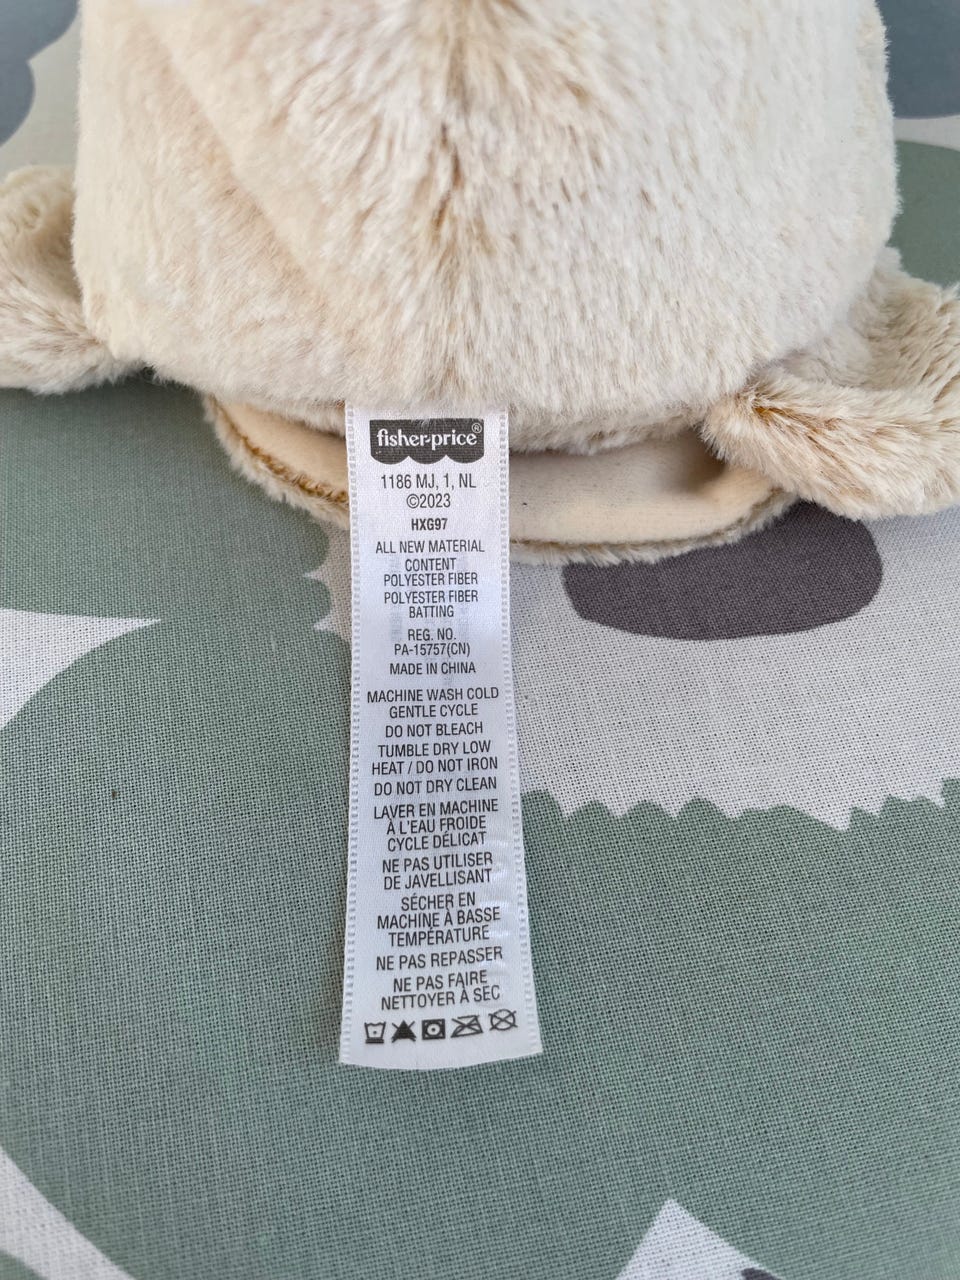 fisher-price®
1186 MJ, 1, NL
©2023
HXG97
ALL NEW MATERIAL
CONTENT
POLYESTER FIBER
POLYESTER FIBER
BATTING
REG. NO.
PA-15757(CN)
MADE IN CHINA
MACHINE WASH COLD
GENTLE CYCLE
DO NOT BLEACH
TUMBLE DRY LOW
HEAT / DO NOT IRON
DO NOT DRY CLEAN
LAVER EN MACHINE
À L'EAU FROIDE
CYCLE DÉLICAT
NE PAS UTILISER
DE JAVELLISANT
SÉCHER EN
MACHINE À BASSE
TEMPÉRATURE
NE PAS REPASSER
NE PAS FAIRE
NETTOYER À SEC